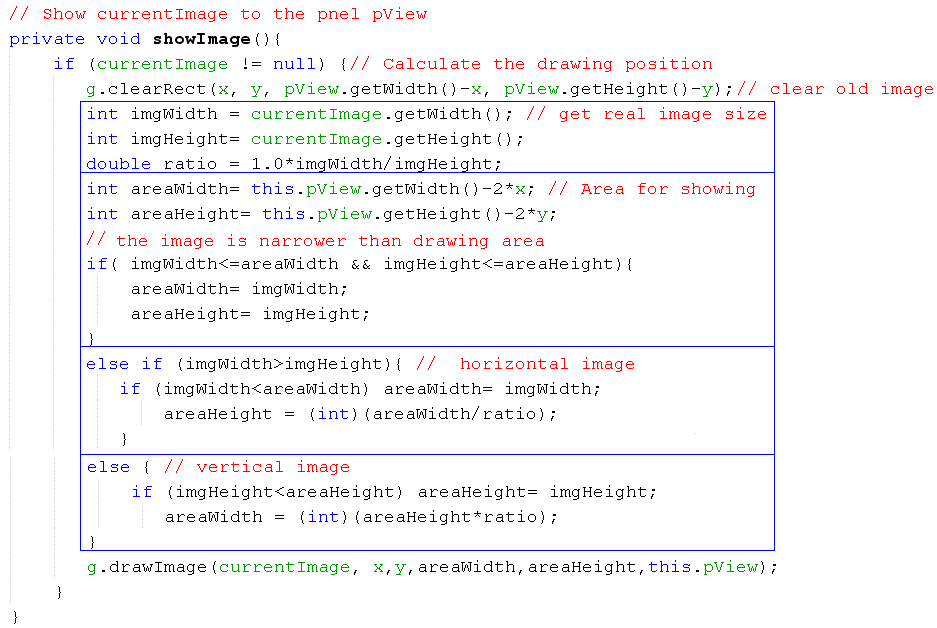 // Show currentImage to the pnel pView
private void showImage(){
if (currentImage != null) {// Calculate the drawing position
g.clearRect(x, y, pView.getWidth()-x, pView.getHeight()-y);// clear old image
int imgWidth = currentImage.getWidth(); // get real image size
int imgHeight= currentImage.getHeight();
double ratio = 1.0*imgWidth/imgHeight;
int areaWidth= this.pView.getWidth()-2*x; // Area for showing
int areaHeight= this.pView.getHeight()-2*y;
// the image is narrower than drawing area
if( imgWidth<=areaWidth && imgHeight<=areaHeight){
areaWidth= imgWidth;
areaHeight= imgHeight;
}
else if (imgWidth>imgHeight){ //  horizontal image
if (imgWidth<areaWidth) areaWidth= imgWidth;
areaHeight = (int)(areaWidth/ratio);
}
else { // vertical image
if (imgHeight<areaHeight) areaHeight= imgHeight;
areaWidth = (int)(areaHeight*ratio);
}
g.drawImage(currentImage, x,y,areaWidth,areaHeight,this.pView);
}
}